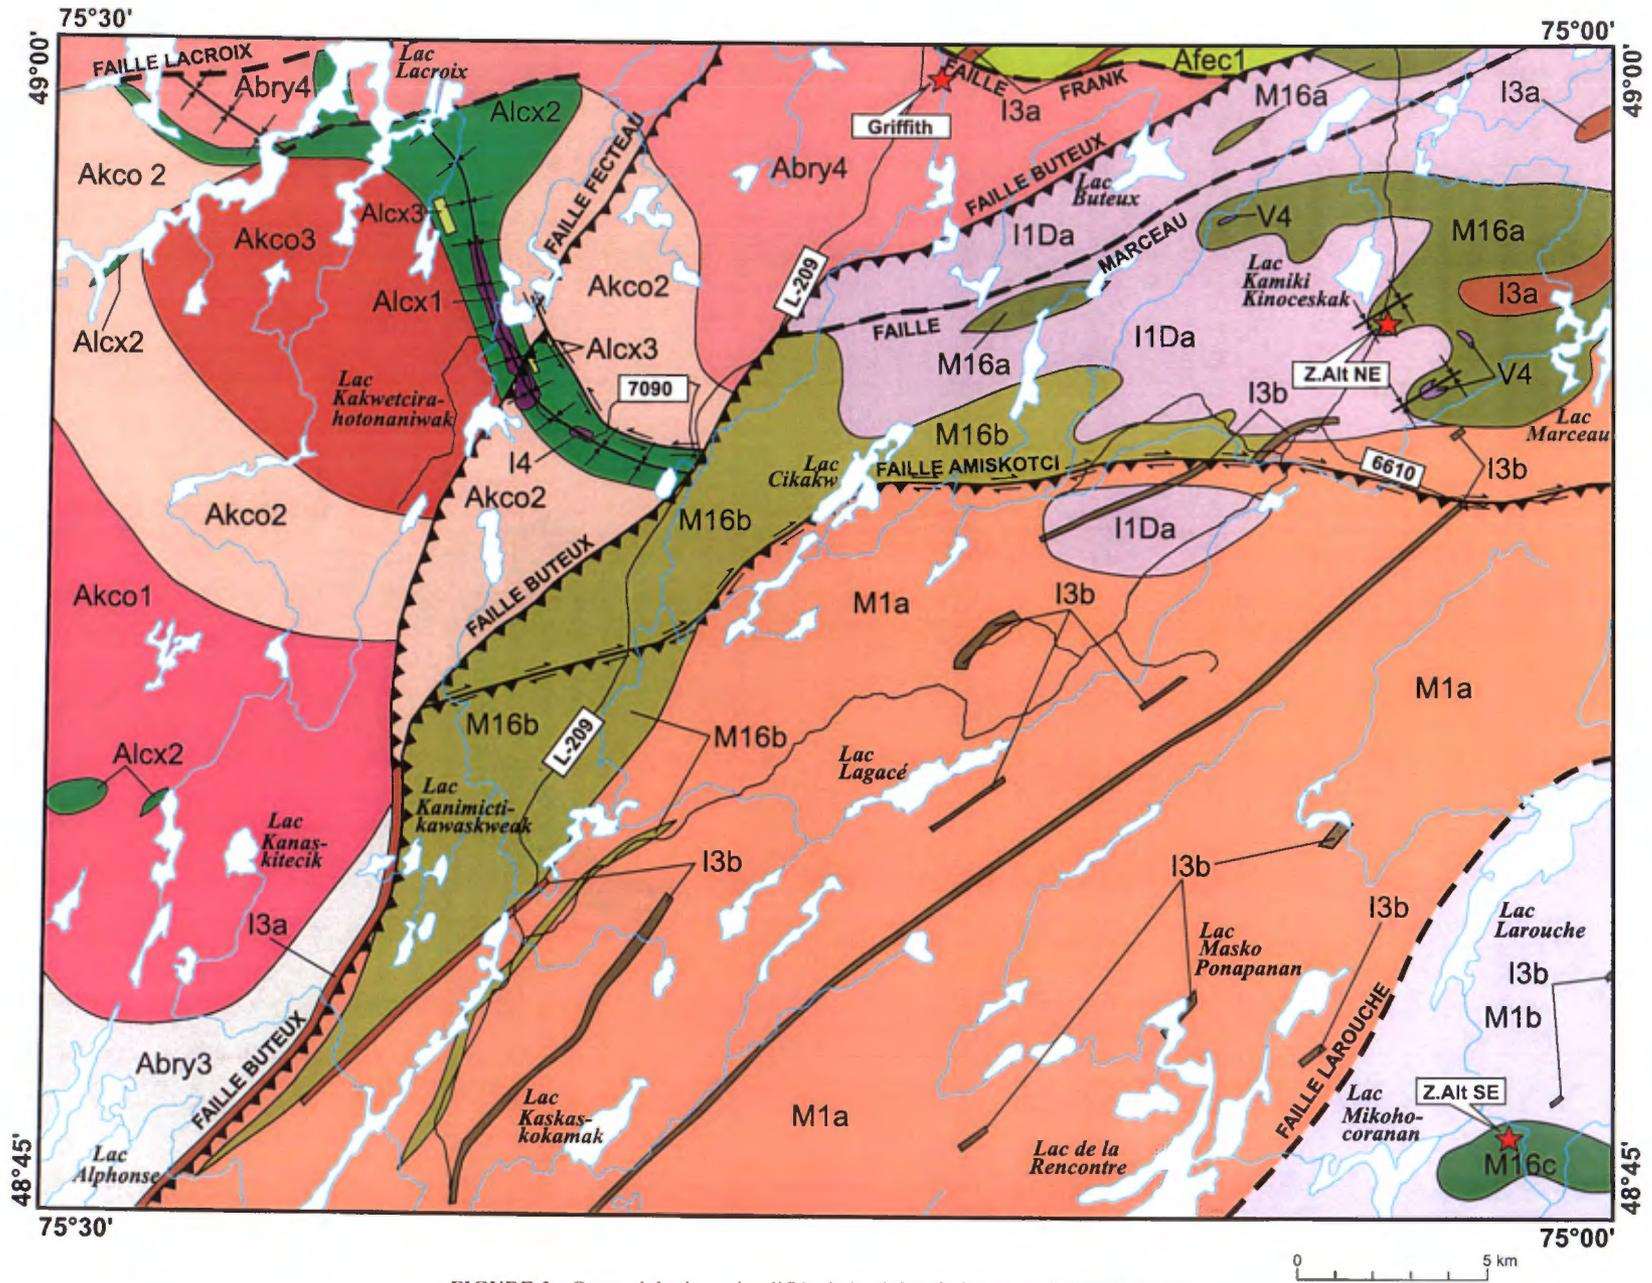 75°30'
75°00'
49°00'
49°00'
FAILLE LACROIX
Lac
Lacroix
Abry4
Alcx2
Akco 2
Alcx3
Akco3
Alcx1
Alcx2
FAILLE FECTEAU
Akco2
Alcx3
7090
Lac
Kakwetcira-
hotonaniwak
I4
Akco2
Akco2
Abry4
Griffith
FAILLE FRANK
Afec1
I3a
M16a
I3a
FAILLE BUTEUX
Lac
Buteux
I1Da
MARCEAU
FAILLE
V4
M16a
Lac
Kamiki
Kinoceskak
I3a
L-209
M16a
I1Da
Z.Alt NE
V4
I3b
Lac
Marceau
M16b
Lac
Cikakw
FAILLE AMISKOTCI
6610
I3b
M16b
I1Da
FAILLE BUTEUX
M1a
I3b
Akco1
M1a
M16b
L-209
M16b
Alcx2
Lac
Kanimicti-
kawaskweak
Lac
Lagacé
Lac
Kanas-
kitecik
I3b
I3b
I3b
I3a
Lac
Masko
Ponapanan
Lac
Larouche
I3b
M1b
Abry3
FAILLE BUTEUX
FAILLE LAROUCHE
Lac
Kaskas-
kokamak
M1a
Lac
Mikoho-
coranan
Z.Alt SE
M16c
Lac de la
Rencontre
Lac
Alphonse
48°45'
48°45'
75°30'
75°00'
0 5 km